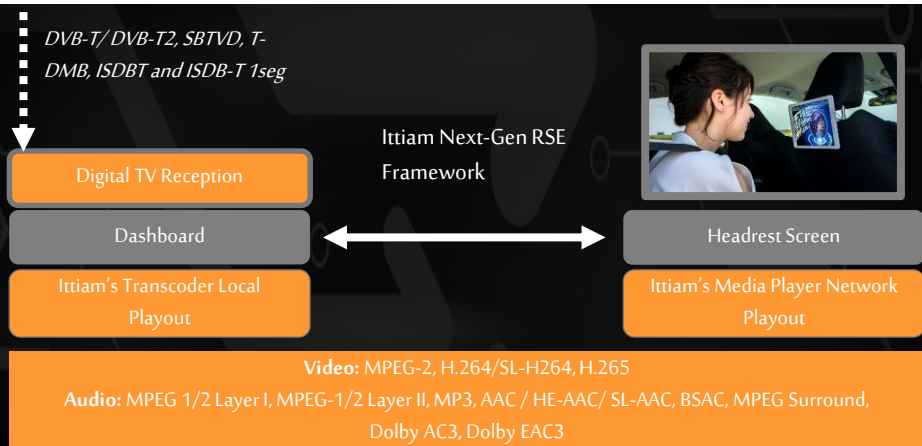 DVB-T/ DVB-T2, SBTVD, T-
DMB, ISDBT and ISDB-T 1seg
Ittiam Next-Gen RSE
Framework
Digital TV Reception
Dashboard
Headrest Screen
Ittiam's Transcoder Local
Playout
Ittiam's Media Player Network
Playout
Video: MPEG-2, H.264/SL-H264, H.265
Audio: MPEG 1/2 Layer I, MPEG-1/2 Layer II, MP3, AAC / HE-AAC/ SL-AAC, BSAC, MPEG Surround,
Dolby AC3, Dolby EAC3